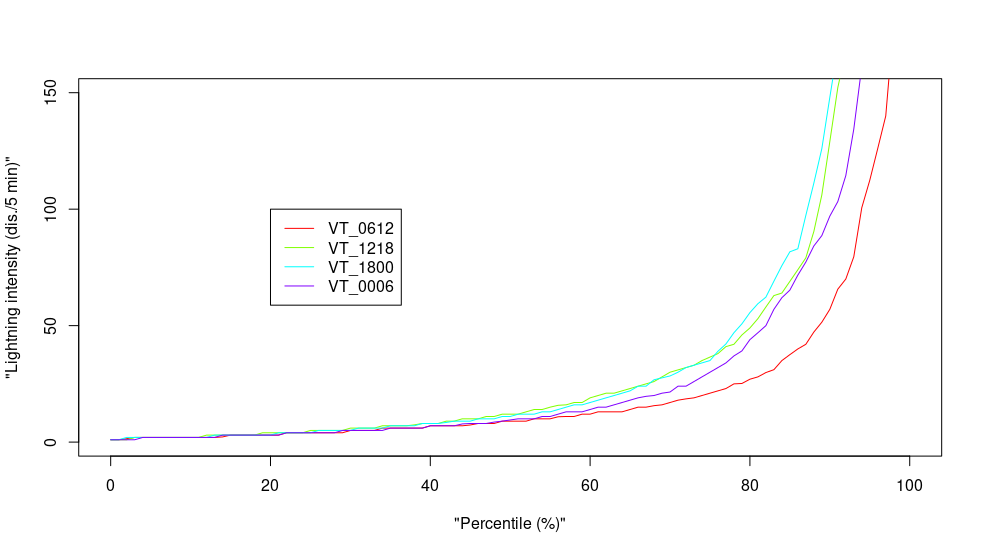 150
100
50
0
"Lightning intensity (dis./5 min)"
VT_0612
VT_1218
VT_1800
VT_0006
0 20 40 60 80 100
"Percentile (%)"